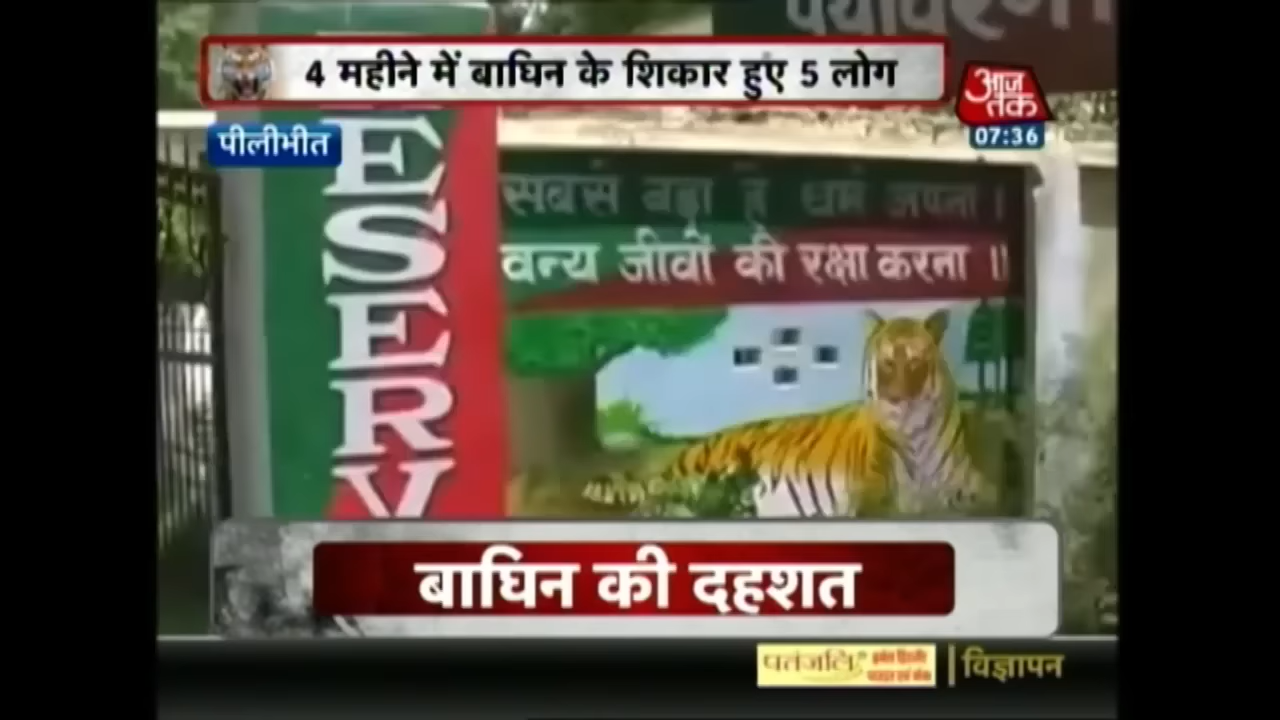 4 महीने में बाघिन के शिकार हुए 5 लोग
आज
तक
07:36
पीलीभीत
ESERV
सबसे बड़ा है धर्म अपना।
वन्य जीवों की रक्षा करना॥
बाघिन की दहशत
पतंजलि
विज्ञापन